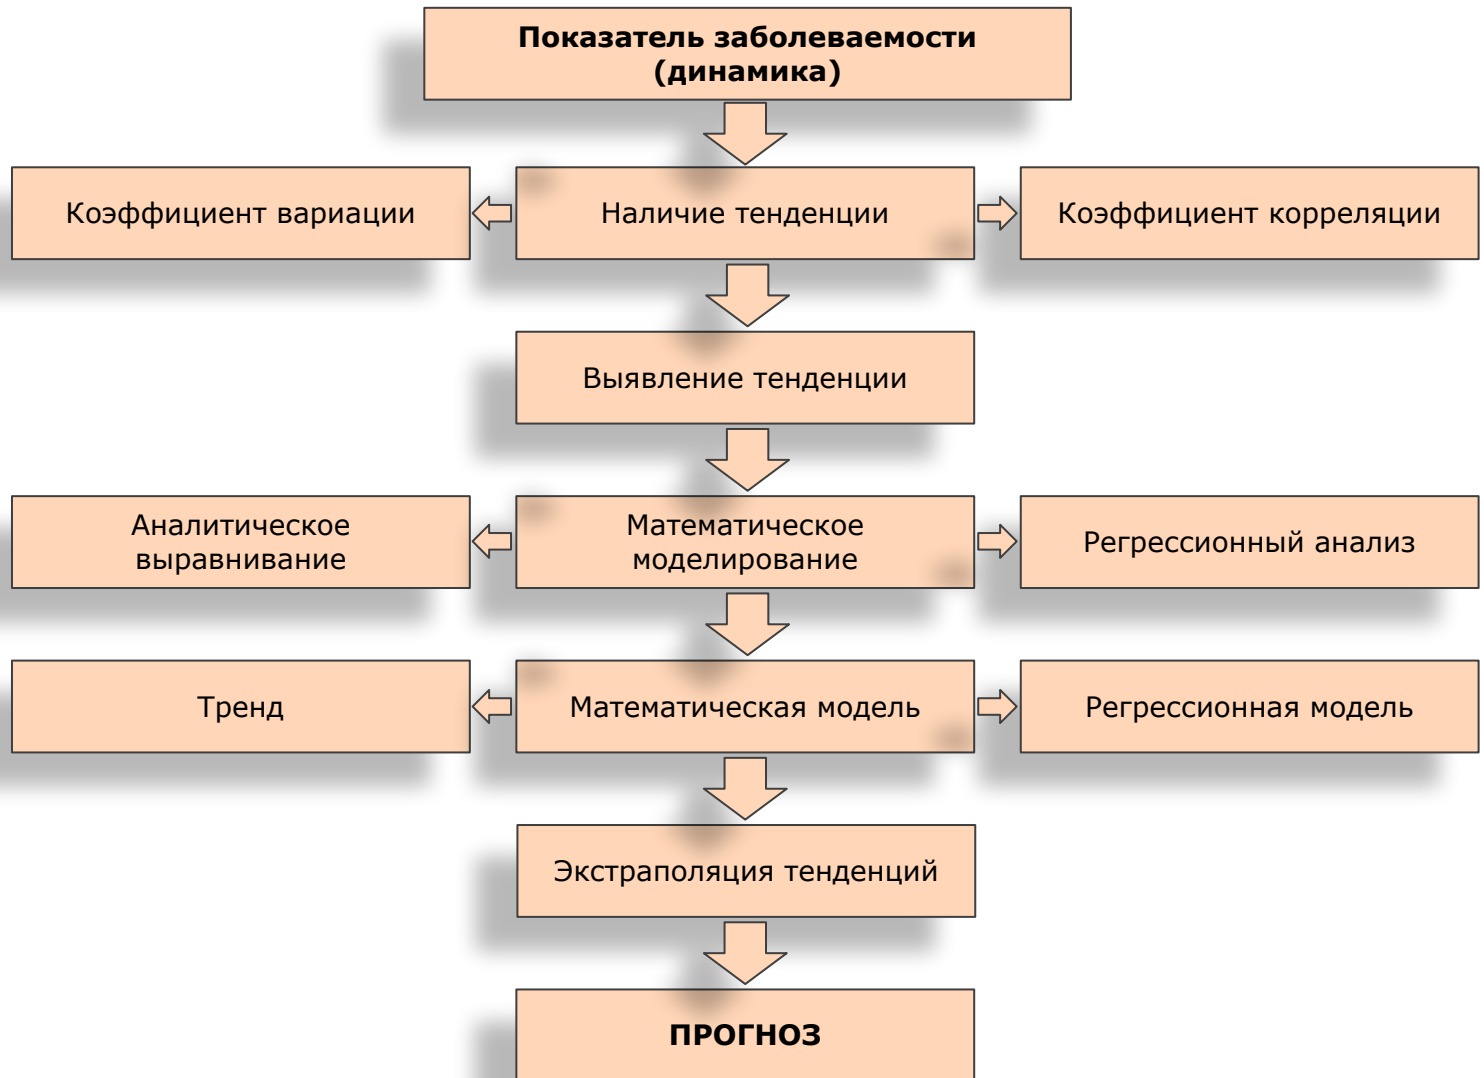 Показатель заболеваемости
(динамика)
Коэффициент вариации
Наличие тенденции
Коэффициент корреляции
Выявление тенденции
Аналитическое
выравнивание
Математическое
моделирование
Регрессионный анализ
Тренд
Математическая модель
Регрессионная модель
Экстраполяция тенденций
ПРОГНОЗ